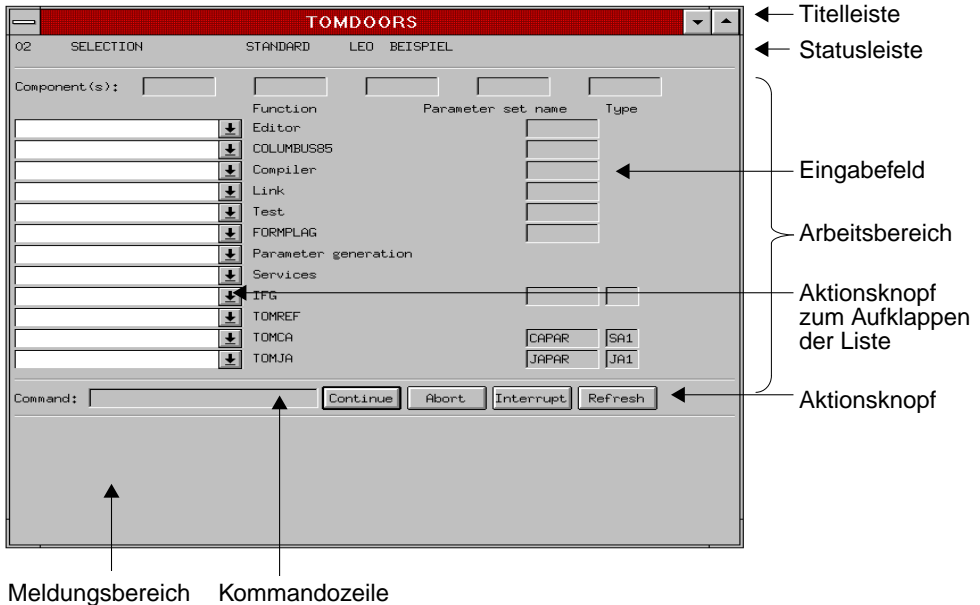 TOMDOORS
Titelleiste
02 SELECTION STANDARD LEO BEISPIEL
Statusleiste
Component(s):
Function Parameter set name Type
Editor
COLUMBUS85
Compiler
Eingabefeld
Link
Test
FORMPLAG
Arbeitsbereich
Parameter generation
Services
IFG
Aktionsknopf
zum Aufklappen
der Liste
TOMREF
TOMCA CAPAR SA1
TOMJA JAPAR JA1
Command: Continue Abort Interrupt Refresh
Aktionsknopf
Meldungsbereich Kommandozeile